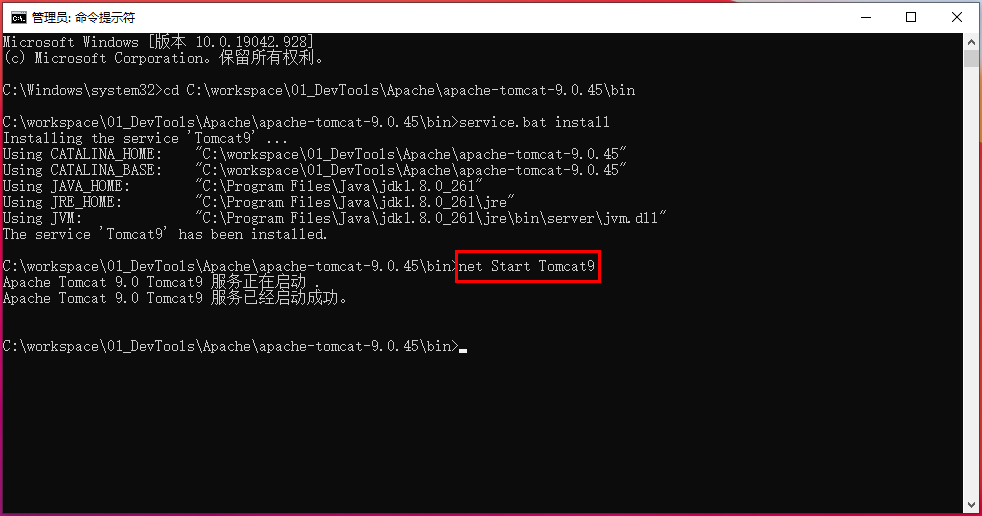 管理员: 命令提示符
Microsoft Windows [版本 10.0.19042.928]
(c) Microsoft Corporation。保留所有权利。
C:\Windows\system32>cd C:\workspace\01_DevTools\Apache\apache-tomcat-9.0.45\bin
C:\workspace\01_DevTools\Apache\apache-tomcat-9.0.45\bin>service.bat install
Installing the service 'Tomcat9' ...
Using CATALINA_HOME:    "C:\workspace\01_DevTools\Apache\apache-tomcat-9.0.45"
Using CATALINA_BASE:    "C:\workspace\01_DevTools\Apache\apache-tomcat-9.0.45"
Using JAVA_HOME:        "C:\Program Files\Java\jdk1.8.0_261"
Using JRE_HOME:         "C:\Program Files\Java\jdk1.8.0_261\jre"
Using JVM:              "C:\Program Files\Java\jdk1.8.0_261\jre\bin\server\jvm.dll"
The service 'Tomcat9' has been installed.
C:\workspace\01_DevTools\Apache\apache-tomcat-9.0.45\bin>net Start Tomcat9
Apache Tomcat 9.0 Tomcat9 服务正在启动 .
Apache Tomcat 9.0 Tomcat9 服务已经启动成功。
C:\workspace\01_DevTools\Apache\apache-tomcat-9.0.45\bin>